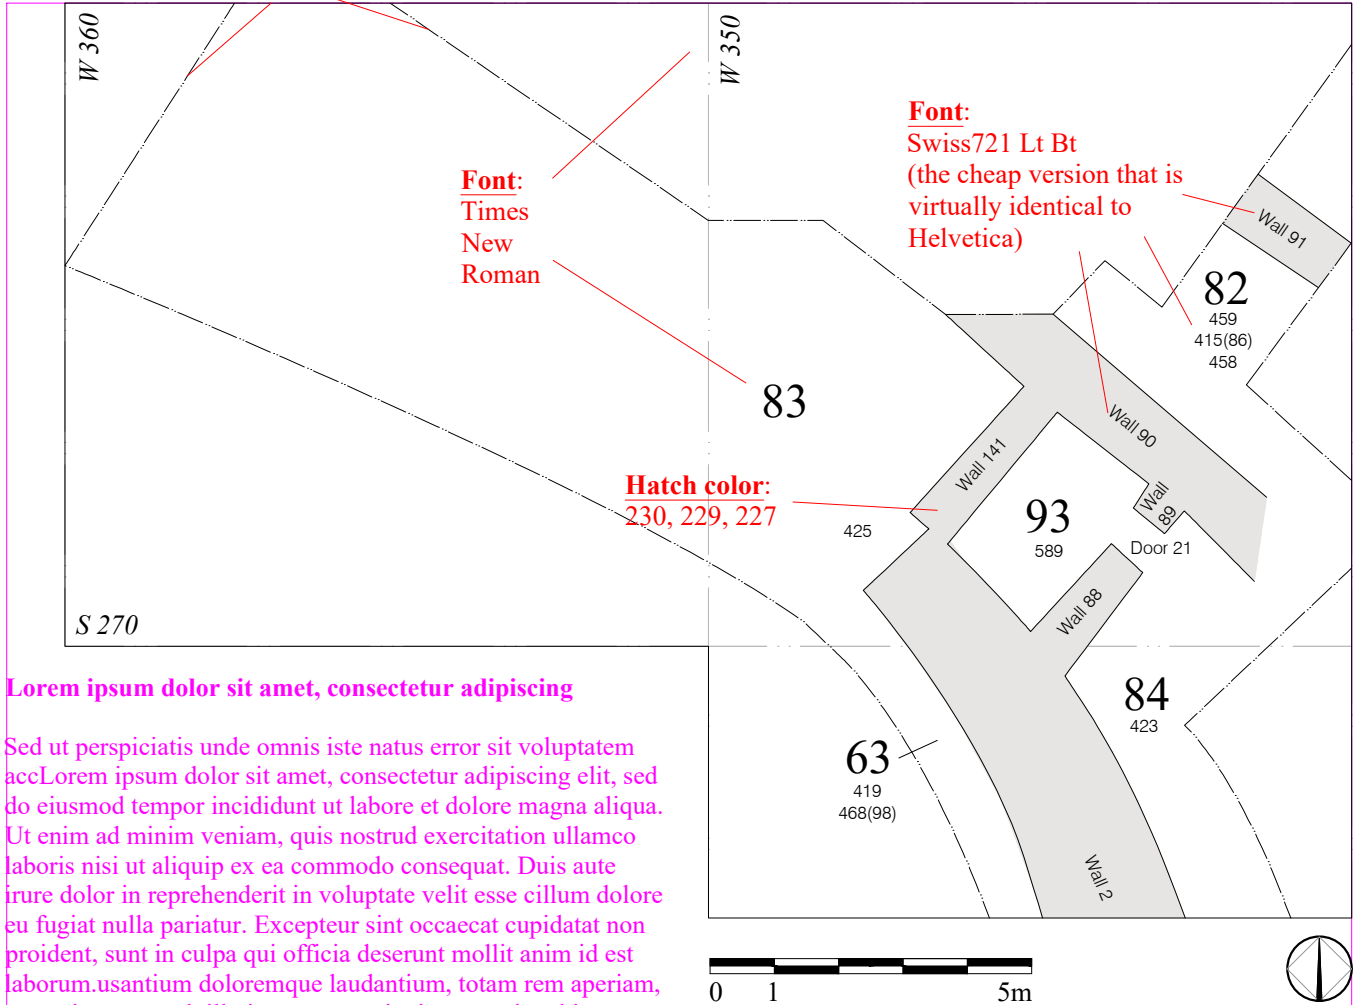 W 360
W 350
Font:
Swiss721 Lt Bt
(the cheap version that is
virtually identical to
Helvetica)
Font:
Times
New
Roman
Wall 91
82
459
415(86)
458
83
Wall 90
Wall 141
Hatch color:
230, 229, 227
Wall
89
93
589
425
Door 21
Wall 88
S 270
84
423
63
419
468(98)
Wall 2
Lorem ipsum dolor sit amet, consectetur adipiscing
Sed ut perspiciatis unde omnis iste natus error sit voluptatem
accLorem ipsum dolor sit amet, consectetur adipiscing elit, sed
do eiusmod tempor incididunt ut labore et dolore magna aliqua.
Ut enim ad minim veniam, quis nostrud exercitation ullamco
laboris nisi ut aliquip ex ea commodo consequat. Duis aute
irure dolor in reprehenderit in voluptate velit esse cillum dolore
eu fugiat nulla pariatur. Excepteur sint occaecat cupidatat non
proident, sunt in culpa qui officia deserunt mollit anim id est
laborum.usantium doloremque laudantium, totam rem aperiam,
0 1 5m